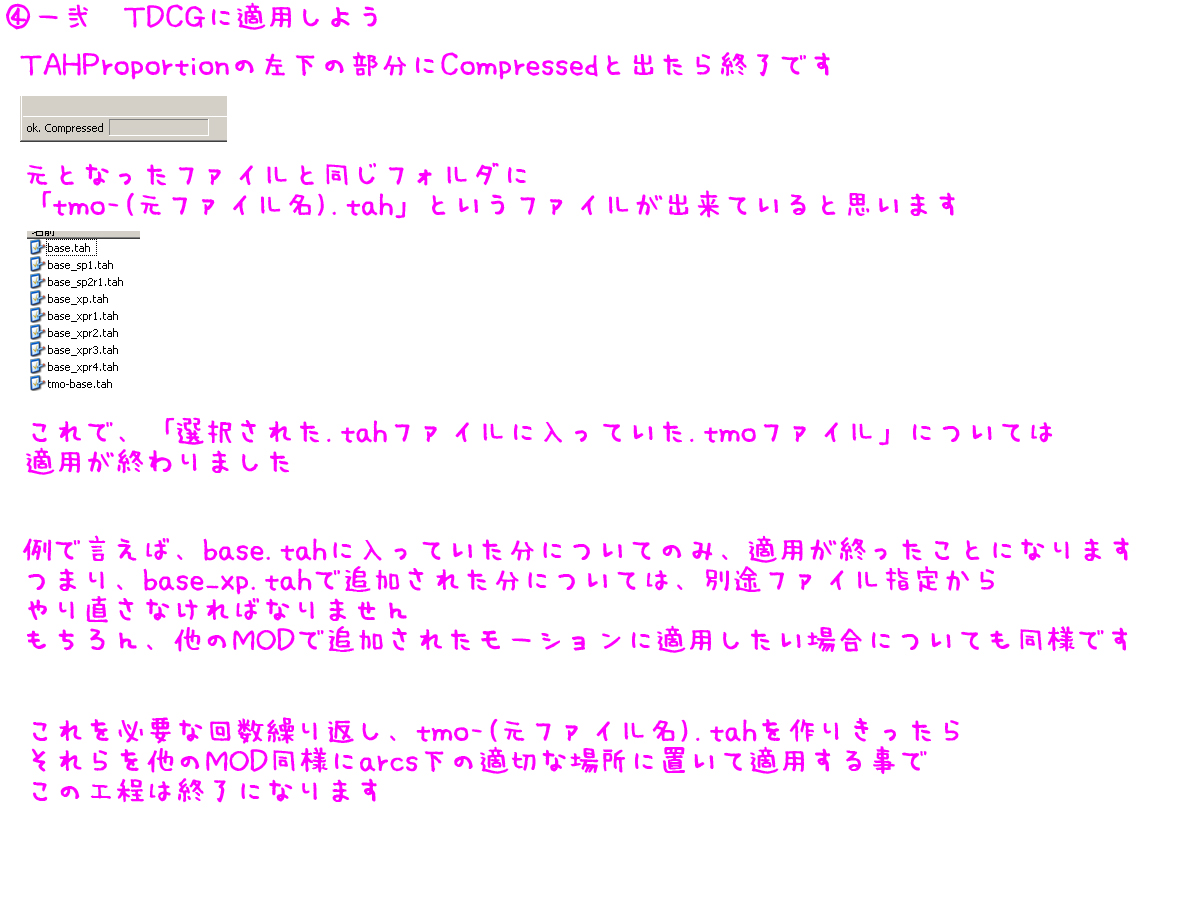 ④ー弐　TDCGに適用しよう
TAHProportionの左下の部分にCompressedと出たら終了です
ok. Compressed
元となったファイルと同じフォルダに
「tmo-(元ファイル名).tah」というファイルが出来ていると思います
名前
base.tah
base_sp1.tah
base_sp2r1.tah
base_xp.tah
base_xpr1.tah
base_xpr2.tah
base_xpr3.tah
base_xpr4.tah
tmo-base.tah
これで、「選択された.tahファイルに入っていた.tmoファイル」については
適用が終わりました
例で言えば、base.tahに入っていた分についてのみ、適用が終ったことになります
つまり、base_xp.tahで追加された分については、別途ファイル指定から
やり直さなければなりません
もちろん、他のMODで追加されたモーションに適用したい場合についても同様です
これを必要な回数繰り返し、tmo-(元ファイル名).tahを作りきったら
それらを他のMOD同様にarcs下の適切な場所に置いて適用する事で
この工程は終了になります